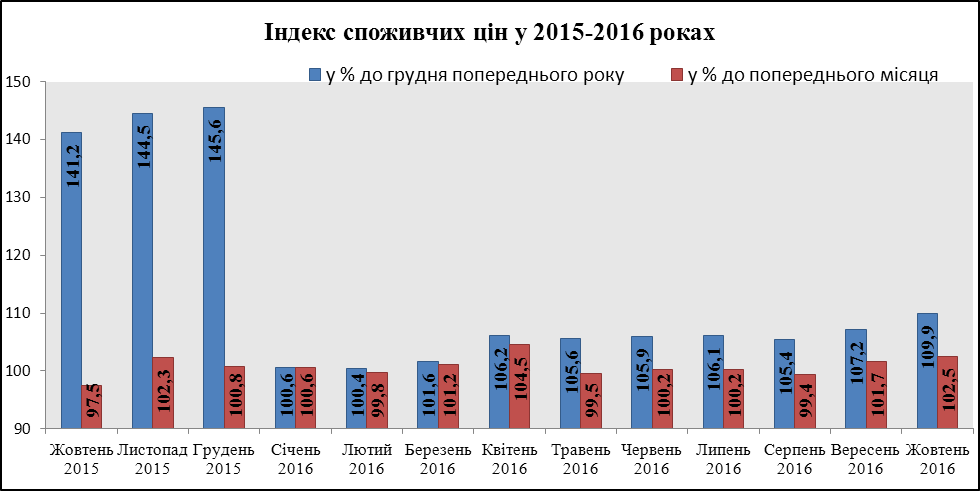 Індекс споживчих цін у 2015-2016 роках
у % до грудня попереднього року у % до попереднього місяця
150
140
130
120
110
100
90
141,2 97,5 144,5 102,3 145,6 100,8 100,6 100,6 100,4 99,8 101,6 101,2 106,2 104,5 105,6 99,5 105,9 100,2 106,1 100,2 105,4 99,4 107,2 101,7 109,9 102,5
Жовтень Листопад Грудень Січень Лютий Березень Квітень Травень Червень Липень Серпень Вересень Жовтень
2015 2015 2015 2016 2016 2016 2016 2016 2016 2016 2016 2016 2016